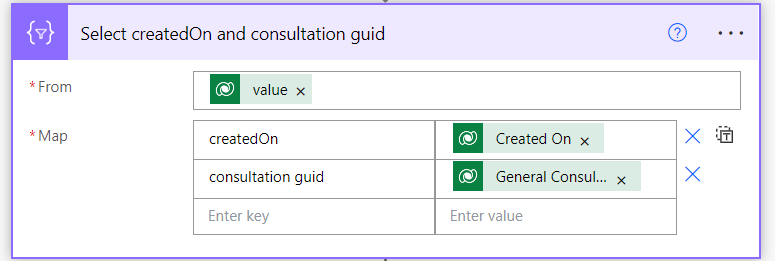 Select createdOn and consultation guid
? ...
* From
value ×
* Map
createdOn Created On ×
consultation guid General Consul... ×
Enter key Enter value